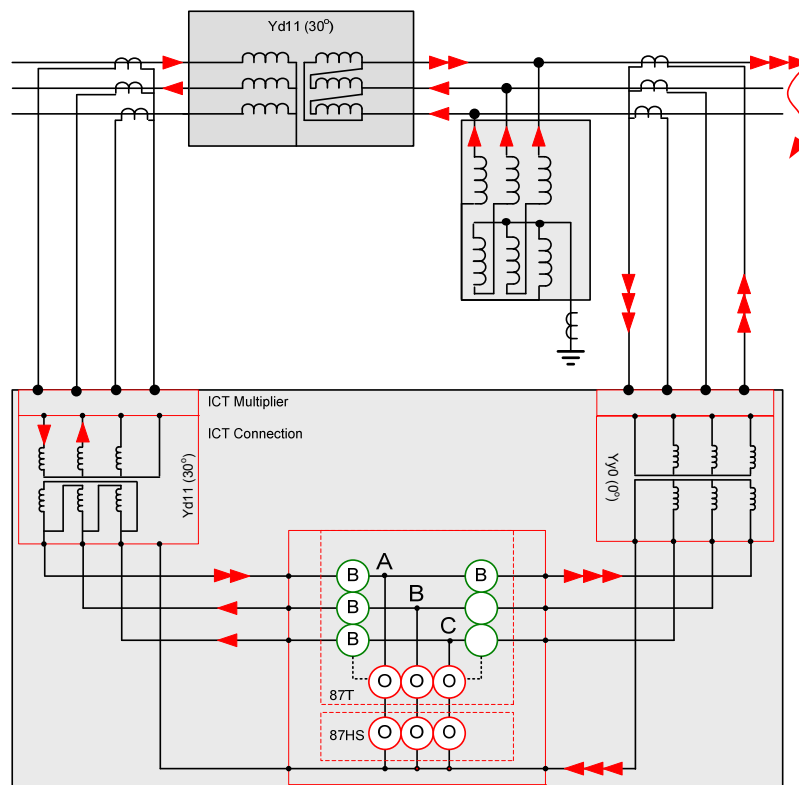 Yd11 (30°)
ICT Multiplier
ICT Connection
Yd11 (30°)
Yy0 (0°)
A
B
C
B
B
B
B
O
O
O
87T
87HS
O
O
O